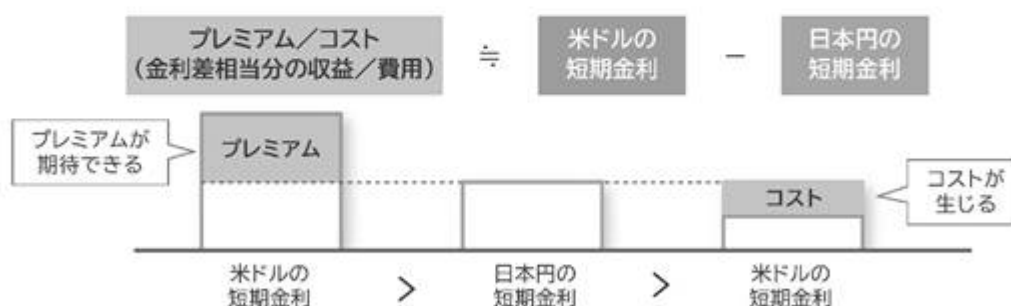 プレミアム／コスト
（金利差相当分の収益／費用）
≒
米ドルの
短期金利
－
日本円の
短期金利
プレミアムが
期待できる
プレミアム
コスト
コストが
生じる
米ドルの
短期金利
>
日本円の
短期金利
>
米ドルの
短期金利